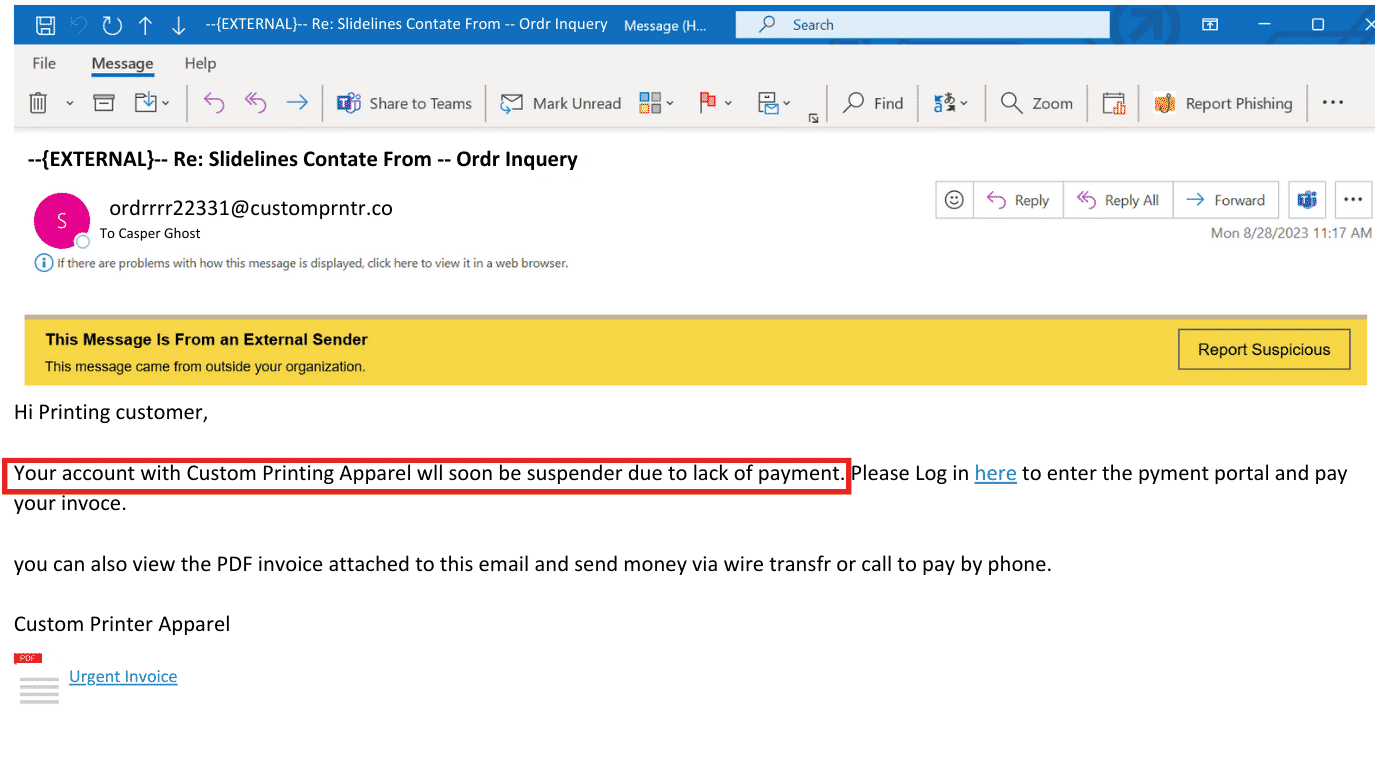 --{EXTERNAL}-- Re: Slidelines Contate From -- Ordr Inquery Message (H... Search
File Message Help
Share to Teams Mark Unread Find Zoom Report Phishing
--{EXTERNAL}-- Re: Slidelines Contate From -- Ordr Inquery
S ordrrrr22331@customprntr.co Reply Reply All Forward
To Casper Ghost Mon 8/28/2023 11:17 AM
If there are problems with how this message is displayed, click here to view it in a web browser.
This Message Is From an External Sender
This message came from outside your organization.
Report Suspicious
Hi Printing customer,
Your account with Custom Printing Apparel wll soon be suspender due to lack of payment. Please Log in here to enter the pyment portal and pay
your invoce.
you can also view the PDF invoice attached to this email and send money via wire transfr or call to pay by phone.
Custom Printer Apparel
PDF
Urgent Invoice